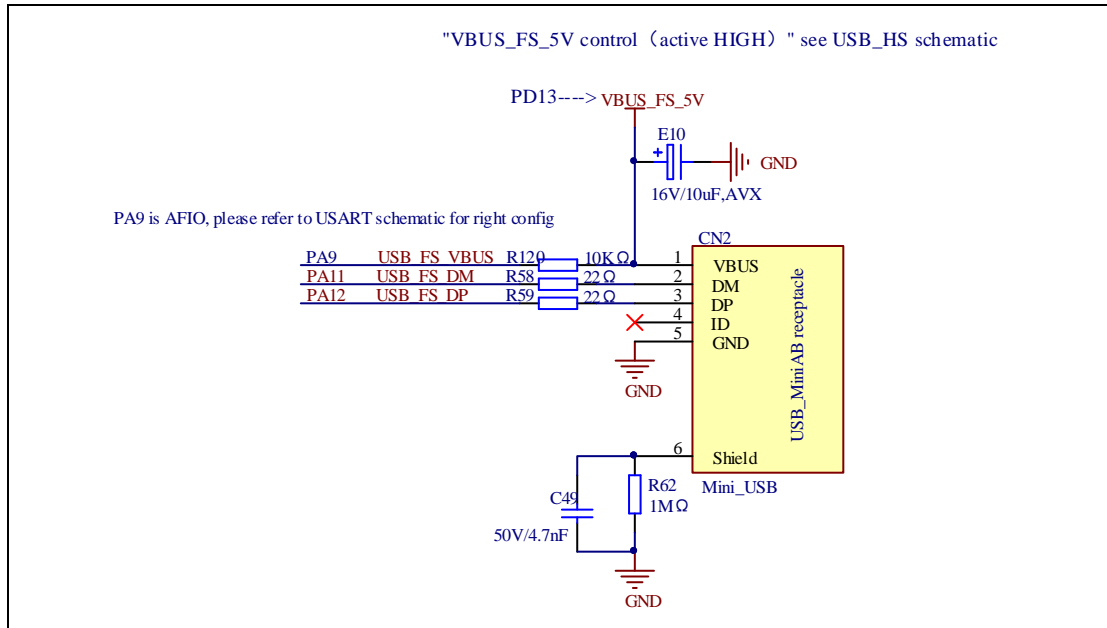 "VBUS_FS_5V control（active HIGH）" see USB_HS schematic
PD13----> VBUS_FS_5V
E10
+
GND
16V/10uF,AVX
PA9 is AFIO, please refer to USART schematic for right config
CN2
PA9 USB_FS_VBUS R120 10KΩ 1 VBUS
PA11 USB_FS_DM R58 22Ω 2 DM
PA12 USB_FS_DP R59 22Ω 3 DP
4 ID
5 GND
GND
USB_MiniAB receptacle
6 Shield
Mini_USB
C49
50V/4.7nF
R62
1MΩ
GND